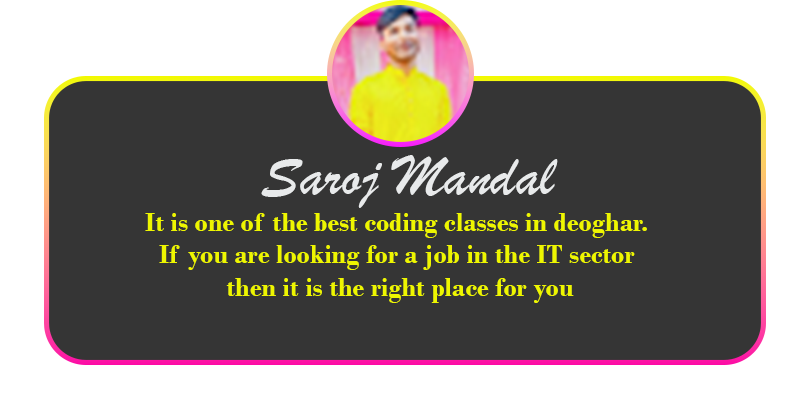 Saroj Mandal
It is one of the best coding classes in deoghar.
If you are looking for a job in the IT sector
then it is the right place for you